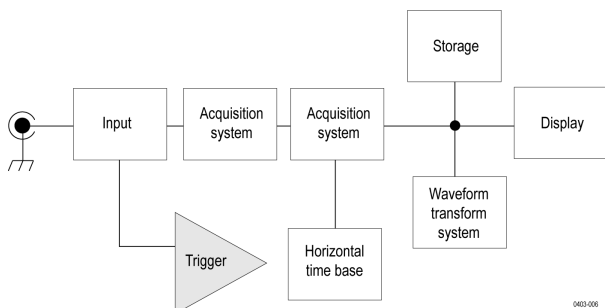 Storage
Input
Acquisition
system
Acquisition
system
Display
Waveform
transform
system
Trigger
Horizontal
time base
0403-006